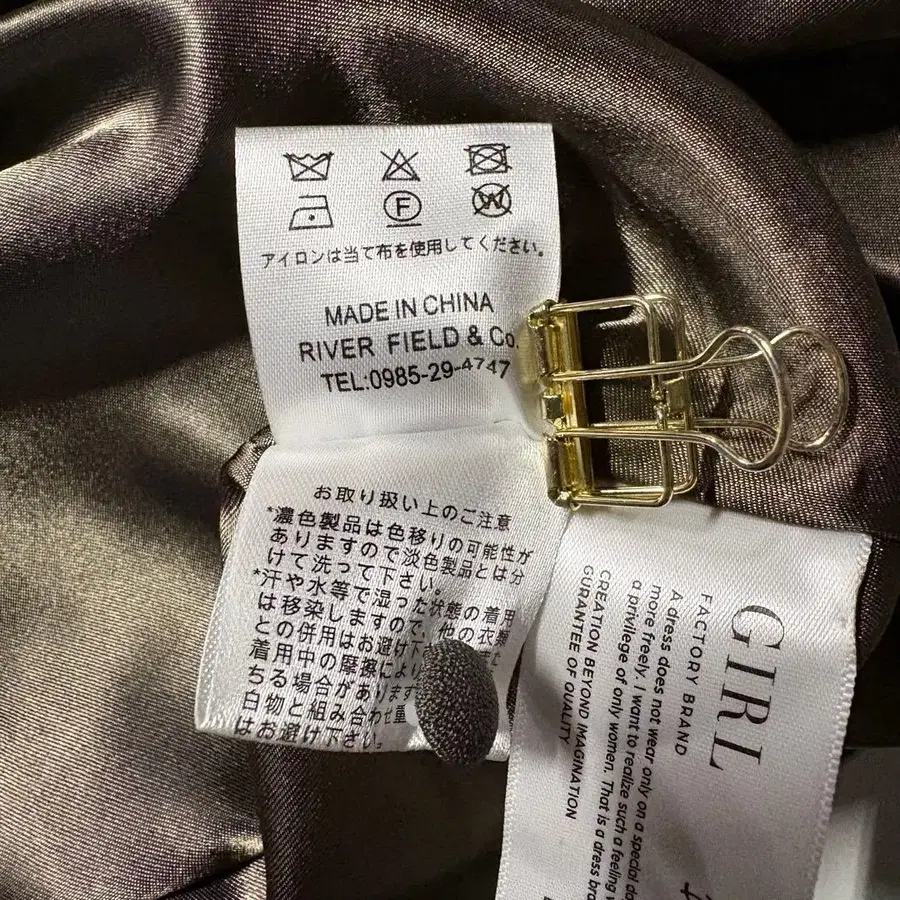 F
W
アイロンは当て布を使用してください。
MADE IN CHINA
RIVER FIELD & Co.
TEL:0985-29-4747
お取り扱い上のご注意
*濃色製品は色移りの可能性が
ありますので淡色製品とは分
けて洗って下さい。
*汗や水等で湿った状態の着用
は移染しますので、他の衣類
との併用はお避け下
着用中の摩擦により
ちる場合があります
白物と組み合わせ重
はお避け下さい。
GIRL
FACTORY BRAND
A dress does not wear only on a special da
more freely. I want to realize such a feeling w
a privilege of only women. That is a dress bra
CREATION BEYOND IMAGINATION
GURANTEE OF QUALITY